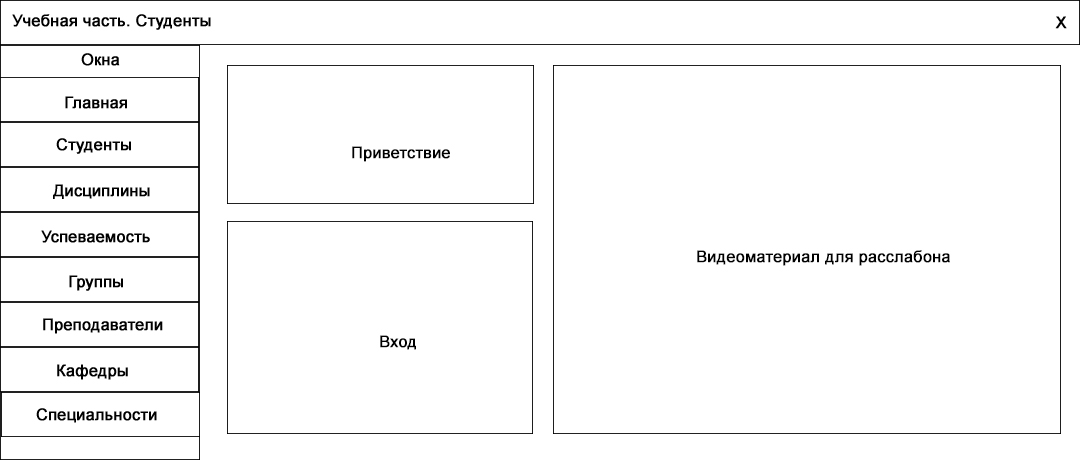 Учебная часть. Студенты
X
Окна
Главная
Студенты
Дисциплины
Успеваемость
Группы
Преподаватели
Кафедры
Специальности
Приветствие
Вход
Видеоматериал для расслабона